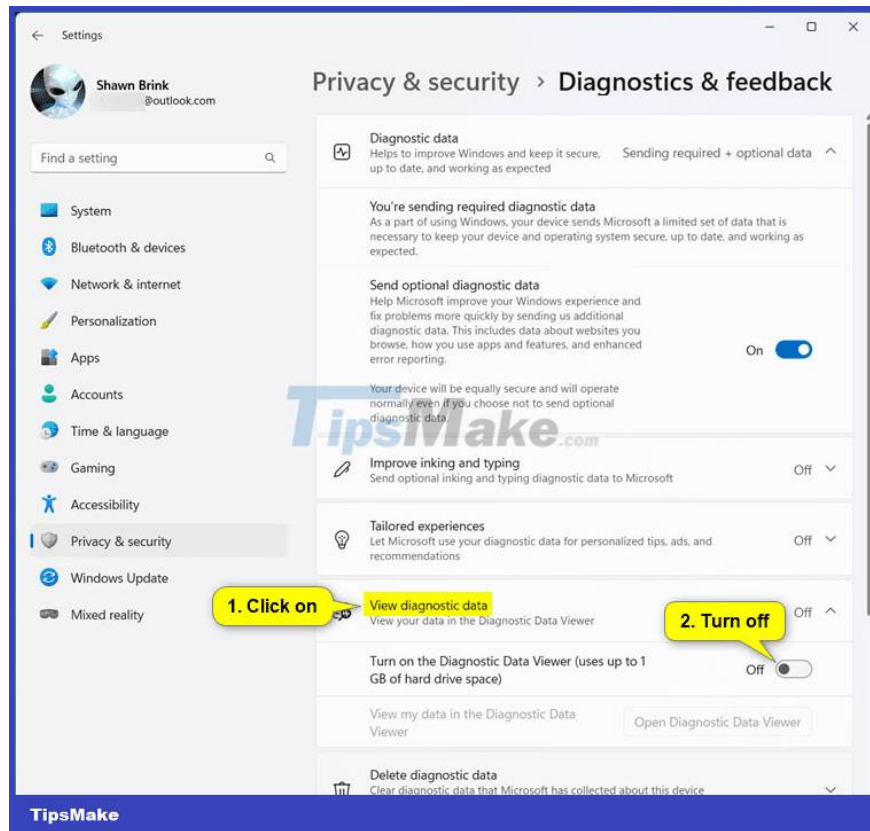 Settings
Shawn Brink
@outlook.com
Find a setting
System
Bluetooth & devices
Network & internet
Personalization
Apps
Accounts
Time & language
Gaming
Accessibility
Privacy & security
Windows Update
Mixed reality
Privacy & security > Diagnostics & feedback
Diagnostic data
Helps to improve Windows and keep it secure,
up to date, and working as expected
Sending required + optional data
You're sending required diagnostic data
As a part of using Windows, your device sends Microsoft a limited set of data that is
necessary to keep your device and operating system secure, up to date, and working as
expected.
Send optional diagnostic data
Help Microsoft improve your Windows experience and
fix problems more quickly by sending us additional
diagnostic data. This includes data about websites you
browse, how you use apps and features, and enhanced
error reporting.
On
Your device will be equally secure and will operate
normally even if you choose not to send optional
diagnostic data.
TipsMake.com
Improve inking and typing
Send optional inking and typing diagnostic data to Microsoft
Off
Tailored experiences
Let Microsoft use your diagnostic data for personalized tips, ads, and
recommendations
Off
1. Click on
View diagnostic data
View your data in the Diagnostic Data Viewer
Off
2. Turn off
Turn on the Diagnostic Data Viewer (uses up to 1
GB of hard drive space)
Off
View my data in the Diagnostic Data
Viewer
Open Diagnostic Data Viewer
Delete diagnostic data
Clear diagnostic data that Microsoft has collected about this device
TipsMake